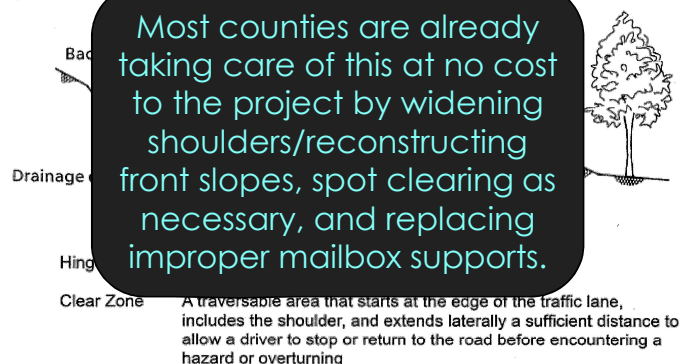 Most counties are already
taking care of this at no cost
to the project by widening
shoulders/reconstructing
front slopes, spot clearing as
necessary, and replacing
improper mailbox supports.
Drainage
Clear Zone
A traversable area that starts at the edge of the traffic lane,
includes the shoulder, and extends laterally a sufficient distance to
allow a driver to stop or return to the road before encountering a
hazard or overturning